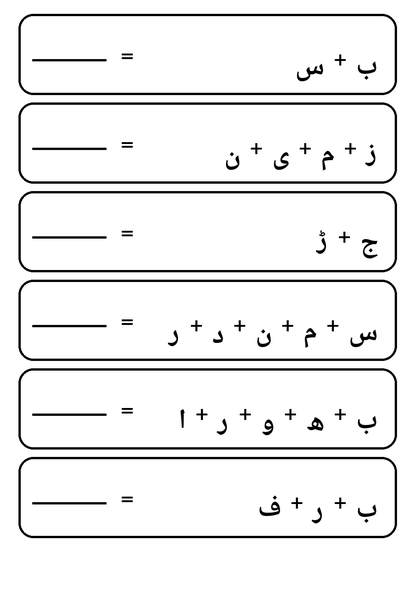 ب + س = ______
ز + م + ی + ن = ______
ج + ڑ = ______
س + م + ن + د + ر = ______
ب + ھ + و + ر + ا = ______
ب + ر + ف = ______